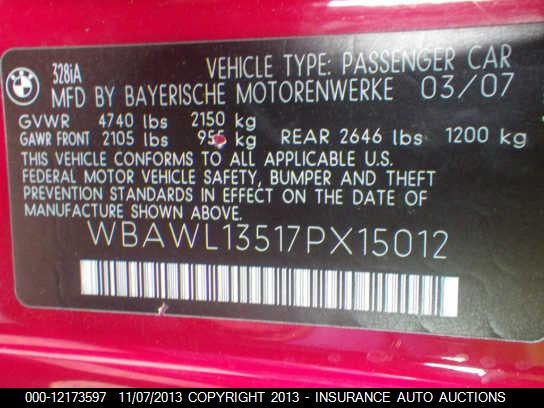 BMW
328iA VEHICLE TYPE: PASSENGER CAR
MFD BY BAYERISCHE MOTORENWERKE 03/07
GVWR 4740 lbs 2150 kg
GAWR FRONT 2105 lbs 955 kg REAR 2646 lbs 1200 kg
THIS VEHICLE CONFORMS TO ALL APPLICABLE U.S.
FEDERAL MOTOR VEHICLE SAFETY, BUMPER AND THEFT
PREVENTION STANDARDS IN EFFECT ON THE DATE OF
MANUFACTURE SHOWN ABOVE.
WBAWL13517PX15012
000-12173597 11/07/2013 COPYRIGHT 2013 - INSURANCE AUTO AUCTIONS